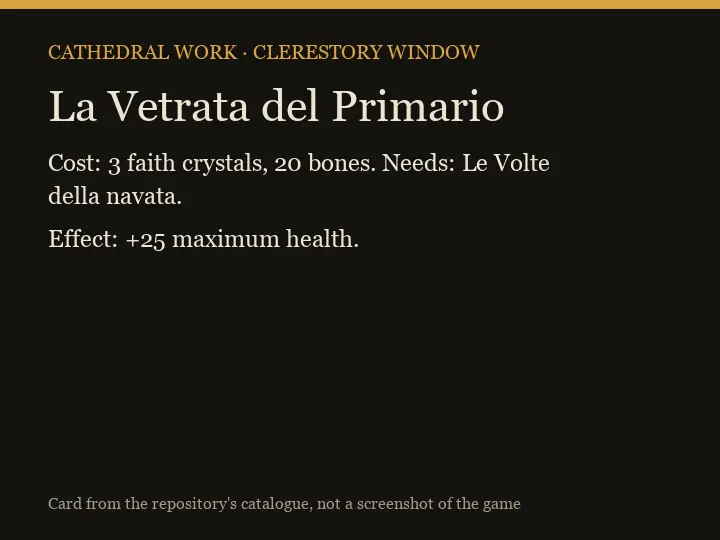 CATHEDRAL WORK · CLERESTORY WINDOW
La Vetrata del Primario
Cost: 3 faith crystals, 20 bones. Needs: Le Volte
della navata.
Effect: +25 maximum health.
Card from the repository's catalogue, not a screenshot of the game